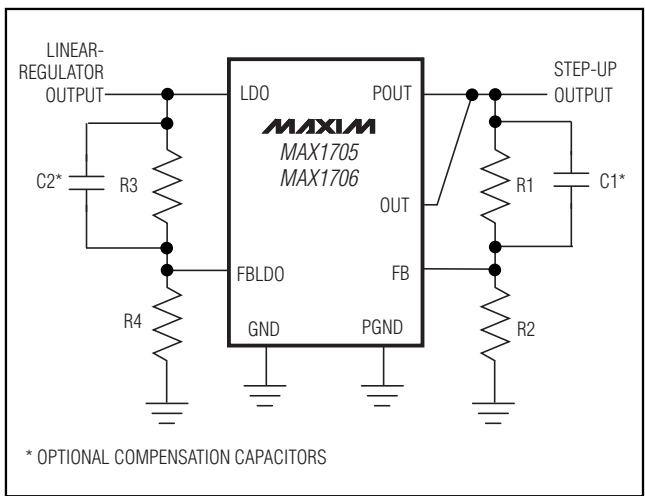 LINEAR-
REGULATOR
OUTPUT
STEP-UP
OUTPUT
LDO
POUT
MAXIM
MAX1705
MAX1706
C2*
R3
R1
C1*
OUT
FBLDO
FB
R4
GND
PGND
R2
* OPTIONAL COMPENSATION CAPACITORS